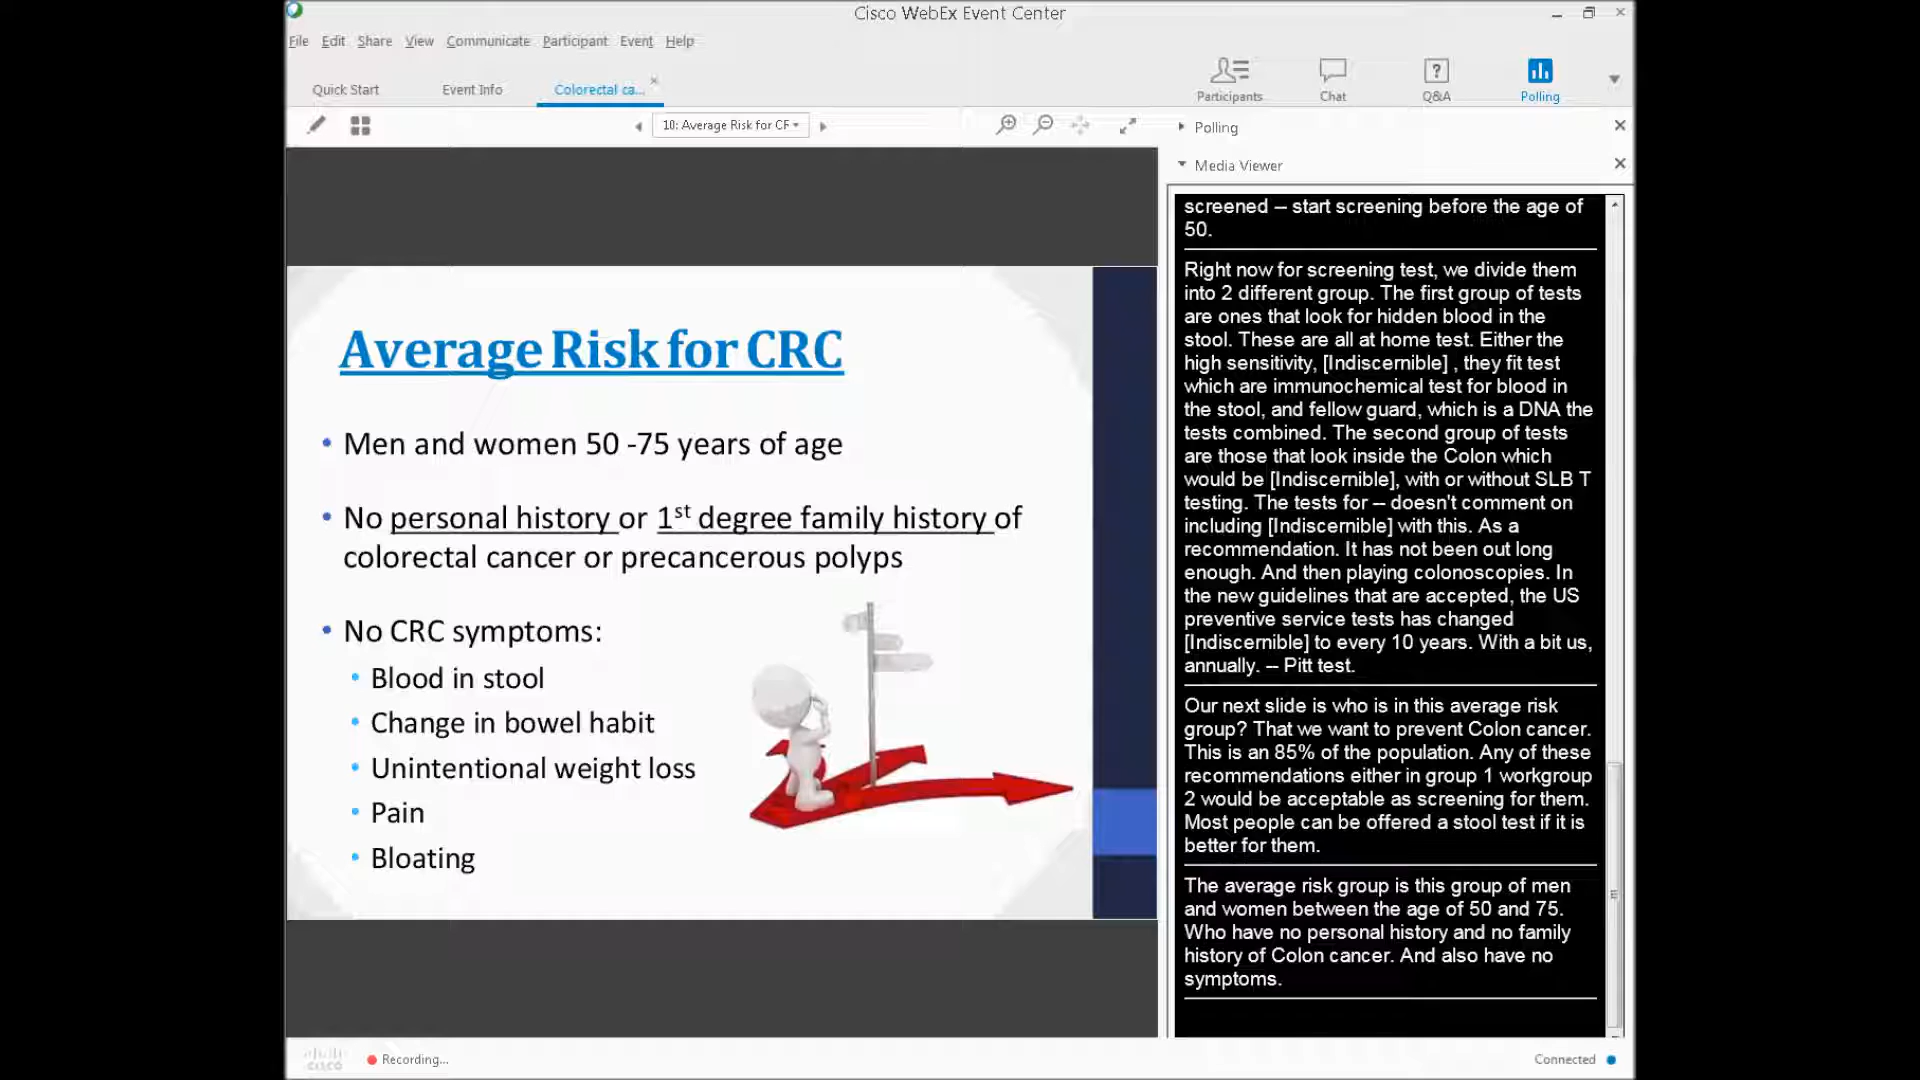 Cisco WebEx Event Center
File Edit Share View Communicate Participant Event Help
Quick Start Event Info Colorectal ca...
Participants Chat Q&A Polling
10: Average Risk for CF
Polling
Media Viewer
Average Risk for CRC
• Men and women 50 -75 years of age
• No personal history or 1st degree family history of
colorectal cancer or precancerous polyps
• No CRC symptoms:
• Blood in stool
• Change in bowel habit
• Unintentional weight loss
• Pain
• Bloating
screened -- start screening before the age of
50.
Right now for screening test, we divide them
into 2 different group. The first group of tests
are ones that look for hidden blood in the
stool. These are all at home test. Either the
high sensitivity, [Indiscernible] , they fit test
which are immunochemical test for blood in
the stool, and fellow guard, which is a DNA the
tests combined. The second group of tests
are those that look inside the Colon which
would be [Indiscernible], with or without SLB T
testing. The tests for -- doesn't comment on
including [Indiscernible] with this. As a
recommendation. It has not been out long
enough. And then playing colonoscopies. In
the new guidelines that are accepted, the US
preventive service tests has changed
[Indiscernible] to every 10 years. With a bit us,
annually. -- Pitt test.
Our next slide is who is in this average risk
group? That we want to prevent Colon cancer.
This is an 85% of the population. Any of these
recommendations either in group 1 workgroup
2 would be acceptable as screening for them.
Most people can be offered a stool test if it is
better for them.
The average risk group is this group of men
and women between the age of 50 and 75.
Who have no personal history and no family
history of Colon cancer. And also have no
symptoms.
cisco
Recording...
Connected